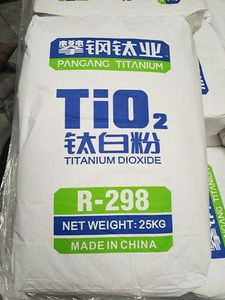 攀钢钛业
PANGANG TITANIUM
TiO2
钛白粉
TITANIUM DIOXIDE
R-298
NET WEIGHT: 25KG
MADE IN CHINA